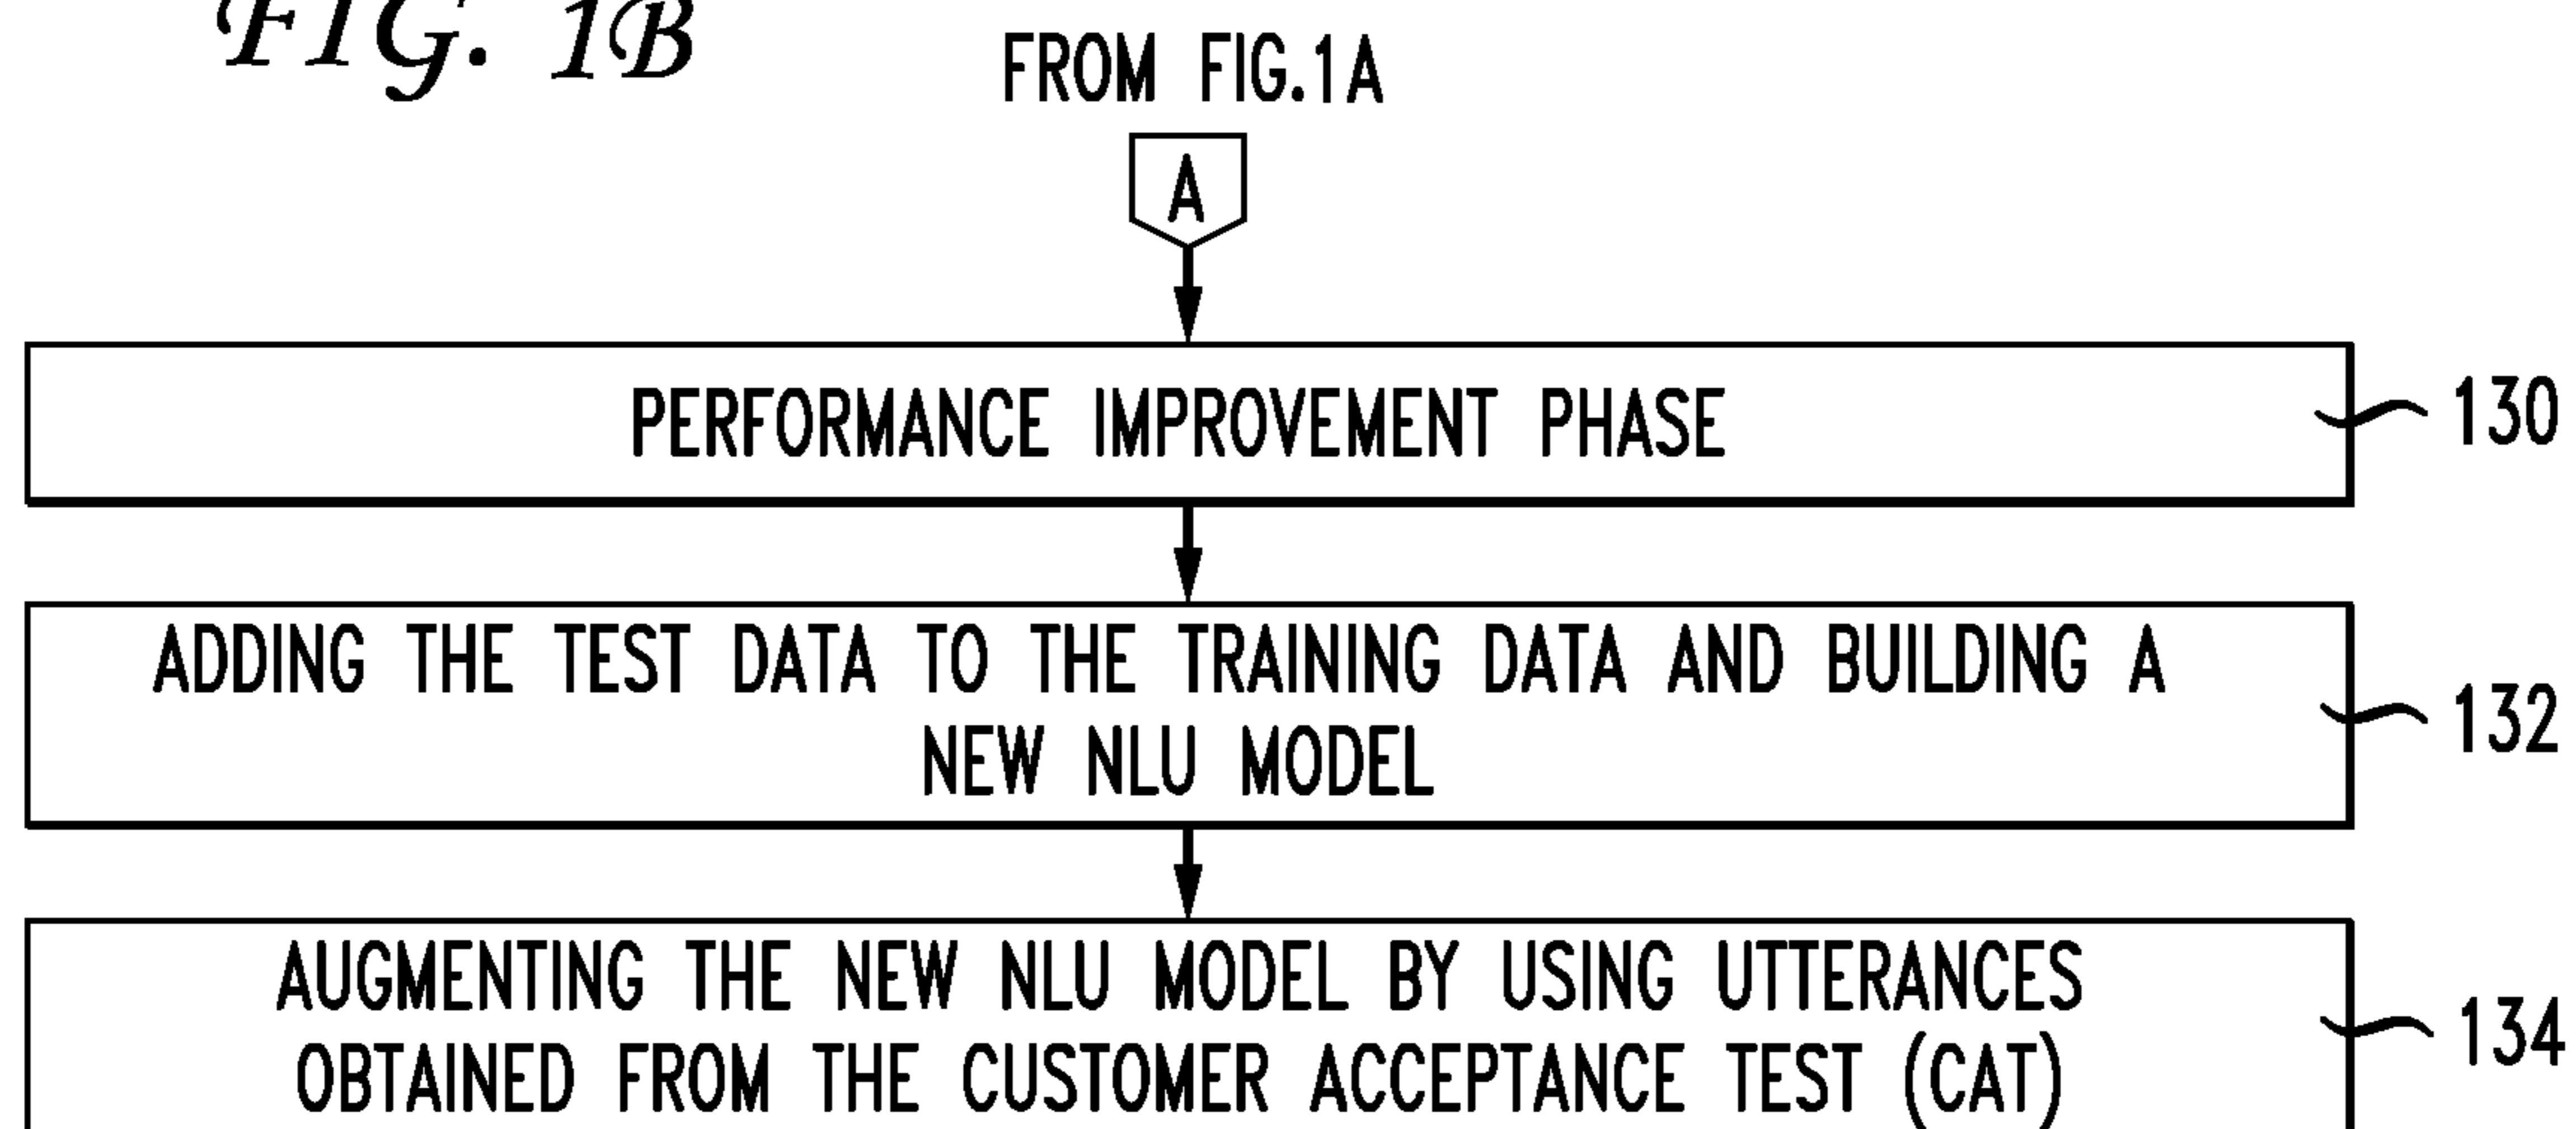 FIG. 1B
FROM FIG.1A
A
PERFORMANCE IMPROVEMENT PHASE
130
ADDING THE TEST DATA TO THE TRAINING DATA AND BUILDING A
NEW NLU MODEL
132
AUGMENTING THE NEW NLU MODEL BY USING UTTERANCES
OBTAINED FROM THE CUSTOMER ACCEPTANCE TEST (CAT)
134